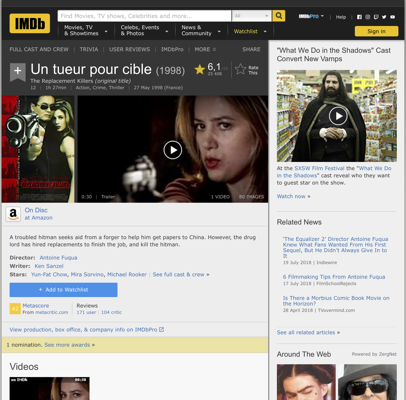 IMDb
Find Movies, TV shows, Celebrities and more...
All
IMDbPro
Help
Movies, TV
& Showtimes
Celebs, Events
& Photos
News &
Community
Watchlist
Sign in
FULL CAST AND CREW | TRIVIA | USER REVIEWS | IMDbPro | MORE
SHARE
Un tueur pour cible (1998)
The Replacement Killers (original title)
12 | 1h 27min | Action, Crime, Thriller | 27 May 1998 (France)
6,1
Rate
This
0:30 | Trailer
1 VIDEO
80 IMAGES
On Disc
at Amazon
A troubled hitman seeks aid from a forger to help him get papers to China. However, the drug
lord has hired replacements to finish the job, and kill the hitman.
Director: Antoine Fuqua
Writer: Ken Sanzel
Stars: Yun-Fat Chow, Mira Sorvino, Michael Rooker | See full cast & crew »
+ Add to Watchlist
Metascore
From metacritic.com
Reviews
171 user | 104 critic
View production, box office, & company info on IMDbPro
1 nomination. See more awards »
Videos
"What We Do in the Shadows" Cast
Convert New Vamps
At the SXSW Film Festival the "What We Do
in the Shadows" cast reveal who they want
to guest star on the show.
Watch now »
Related News
'The Equalizer 2' Director Antoine Fuqua
Knew What Fans Wanted From His First
Sequel, But He Didn't Always Give In to
It
19 July 2018 | Indiewire
6 Filmmaking Tips From Antoine Fuqua
17 July 2018 | FilmSchoolRejects
Is There a Morbius Comic Book Movie on
the Horizon?
28 April 2018 | TVovermind.com
See all related articles »
Around The Web
Powered by ZergNet